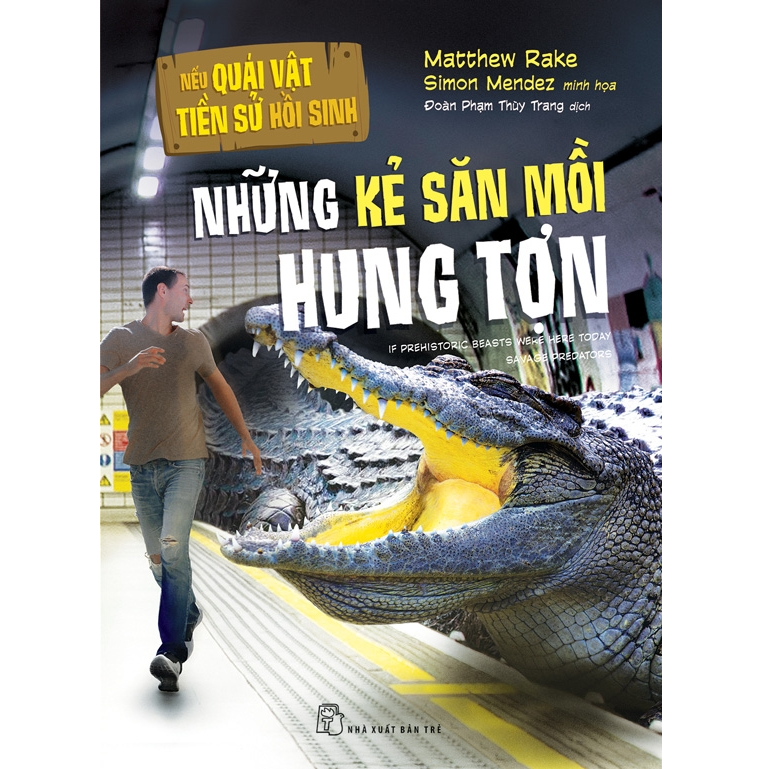 NẾU QUÁI VẬT
TIỀN SỬ HỒI SINH
Matthew Rake
Simon Mendez minh họa
Đoàn Phạm Thùy Trang dịch
NHỮNG KẺ SĂN MỒI
HUNG TỢN
IF PREHISTORIC BEASTS WERE HERE TODAY
SAVAGE PREDATORS
NHÀ XUẤT BẢN TRẺ